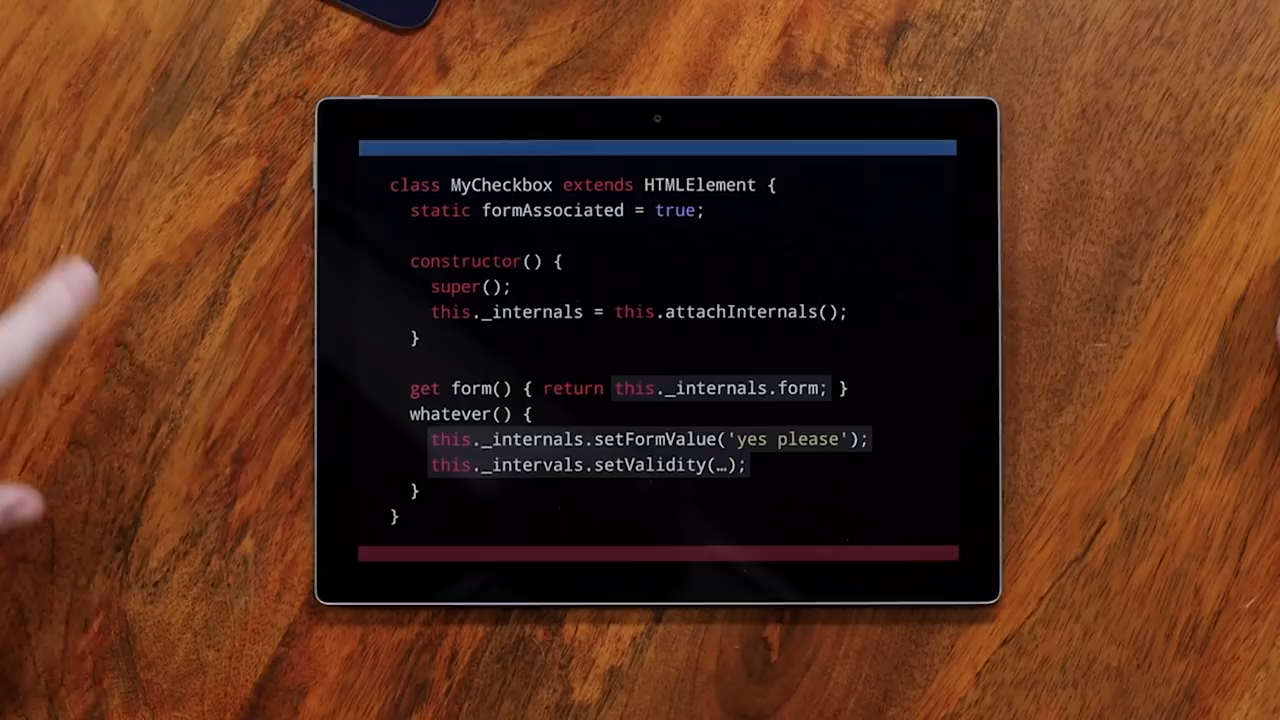 class MyCheckbox extends HTMLElement {
static formAssociated = true;
constructor() {
super();
this._internals = this.attachInternals();
}
get form() { return this._internals.form; }
whatever() {
this._internals.setFormValue('yes please');
this._intervals.setValidity(…);
}
}